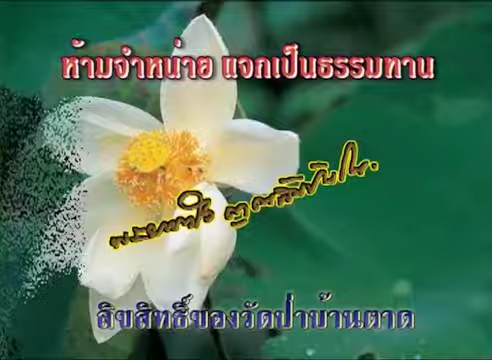 ห้ามจำหน่าย แจกเป็นธรรมทาน
ลิขสิทธิ์ของวัดป่าบ้านตาด